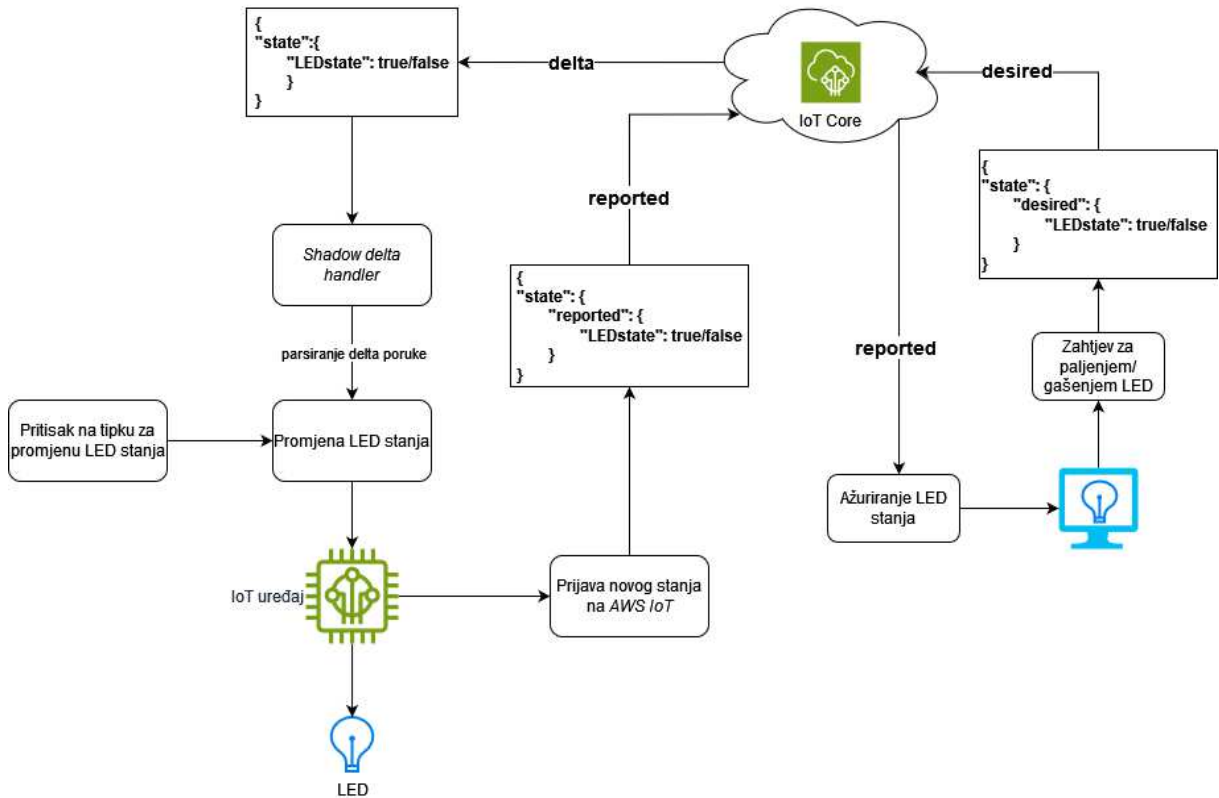 {
"state":{
"LEDstate": true/false
}
}
delta
IoT Core
desired
{
"state": {
"desired": {
"LEDstate": true/false
}
}
reported
Shadow delta
handler
{
"state": {
"reported": {
"LEDstate": true/false
}
}
parsiranje delta poruke
reported
Zahtjev za
paljenjem/
gašenjem LED
Pritisak na tipku za
promjenu LED stanja
Promjena LED stanja
Ažuriranje LED
stanja
IoT uređaj
Prijava novog stanja
na AWS IoT
LED